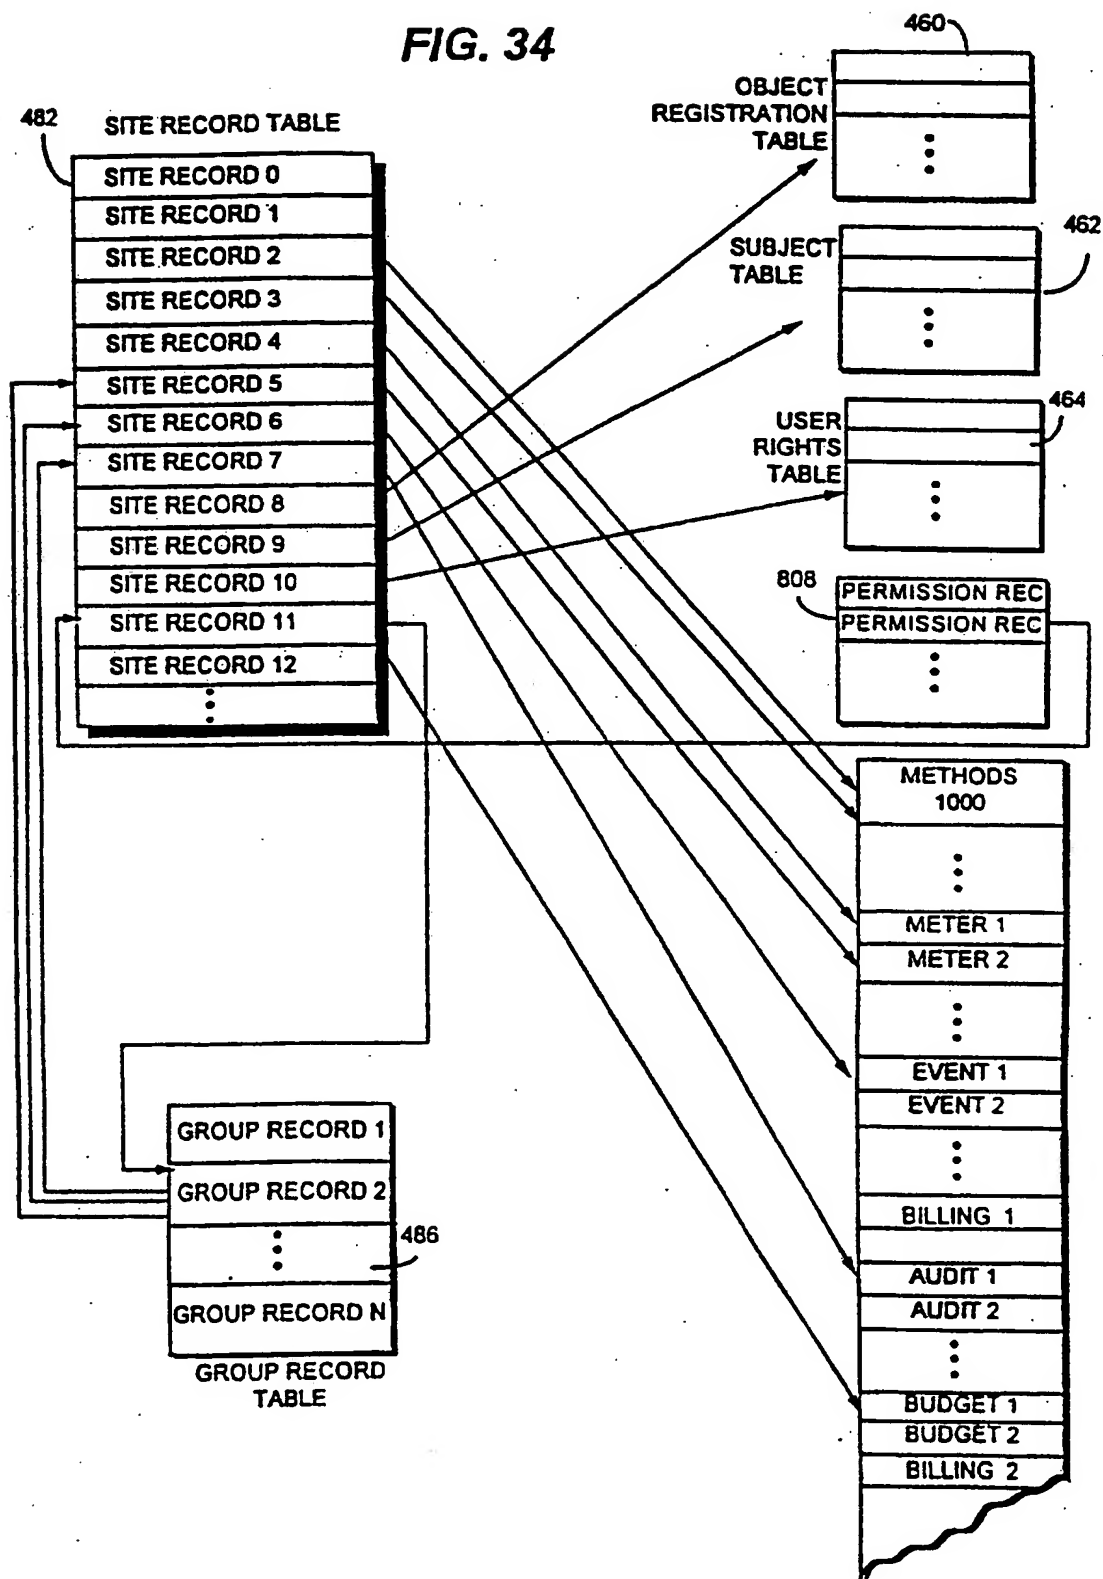 FIG. 34
460
OBJECT
REGISTRATION
TABLE
482
SITE RECORD TABLE
SITE RECORD 0
SITE RECORD 1
SITE RECORD 2
SITE RECORD 3
SITE RECORD 4
SITE RECORD 5
SITE RECORD 6
SITE RECORD 7
SITE RECORD 8
SITE RECORD 9
SITE RECORD 10
SITE RECORD 11
SITE RECORD 12
SUBJECT
TABLE
462
USER
RIGHTS
TABLE
464
808
PERMISSION REC
PERMISSION REC
METHODS
1000
METER 1
METER 2
EVENT 1
EVENT 2
BILLING 1
AUDIT 1
AUDIT 2
BUDGET 1
BUDGET 2
BILLING 2
GROUP RECORD 1
GROUP RECORD 2
486
GROUP RECORD N
GROUP RECORD
TABLE